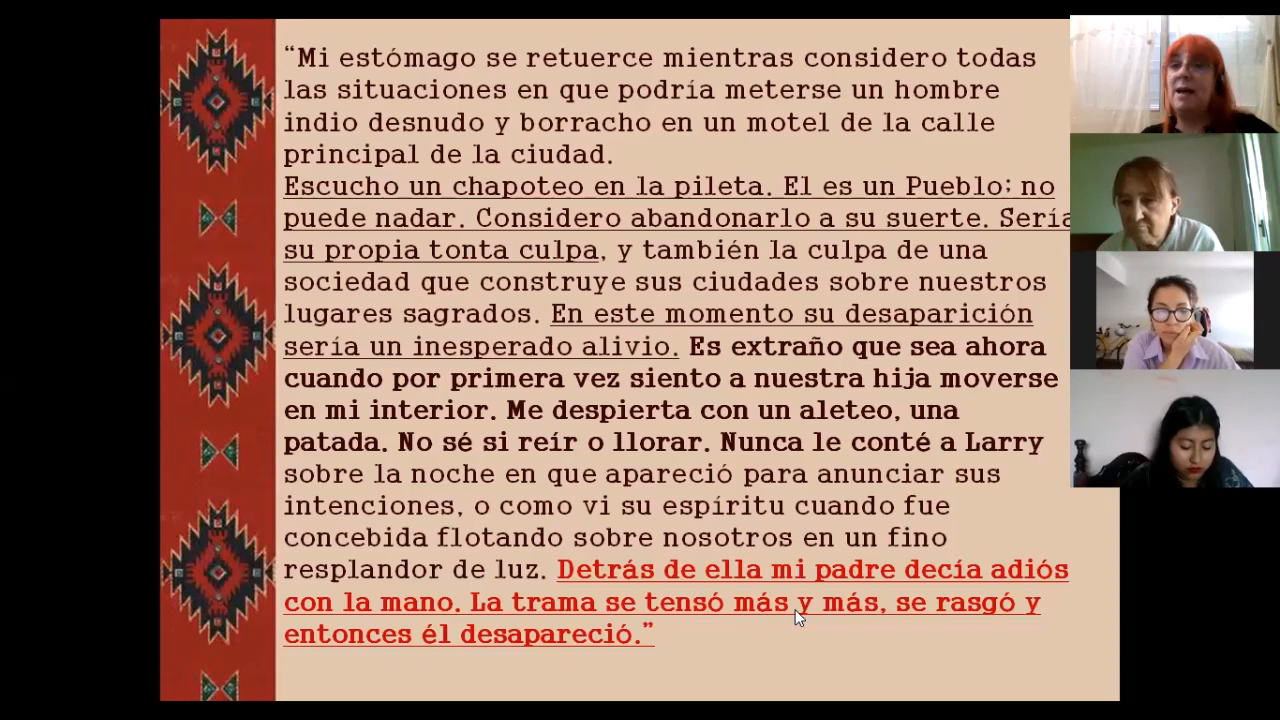 “Mi estómago se retuerce mientras considero todas
las situaciones en que podría meterse un hombre
indio desnudo y borracho en un motel de la calle
principal de la ciudad.
Escucho un chapoteo en la pileta. El es un Pueblo; no
puede nadar. Considero abandonarlo a su suerte. Sería
su propia tonta culpa, y también la culpa de una
sociedad que construye sus ciudades sobre nuestros
lugares sagrados. En este momento su desaparición
sería un inesperado alivio. Es extraño que sea ahora
cuando por primera vez siento a nuestra hija moverse
en mi interior. Me despierta con un aleteo, una
patada. No sé si reír o llorar. Nunca le conté a Larry
sobre la noche en que apareció para anunciar sus
intenciones, o como vi su espíritu cuando fue
concebida flotando sobre nosotros en un fino
resplandor de luz. Detrás de ella mi padre decía adiós
con la mano. La trama se tensó más y más, se rasgó y
entonces él desapareció.”